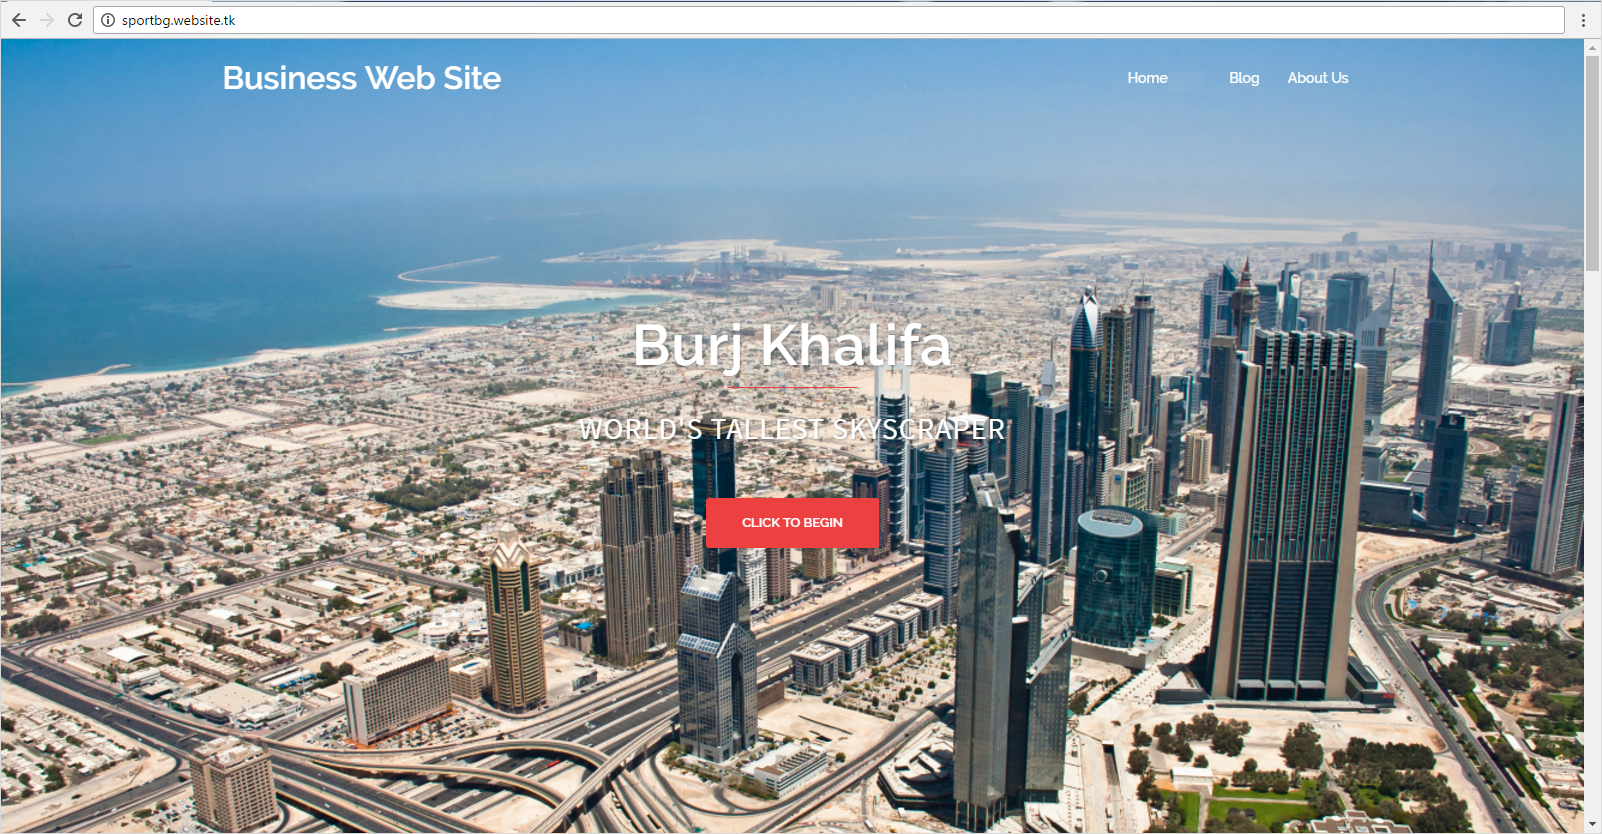 sportbg.website.tk
Business Web Site
Home Blog About Us
Burj Khalifa
WORLD'S TALLEST SKYSCRAPER
CLICK TO BEGIN